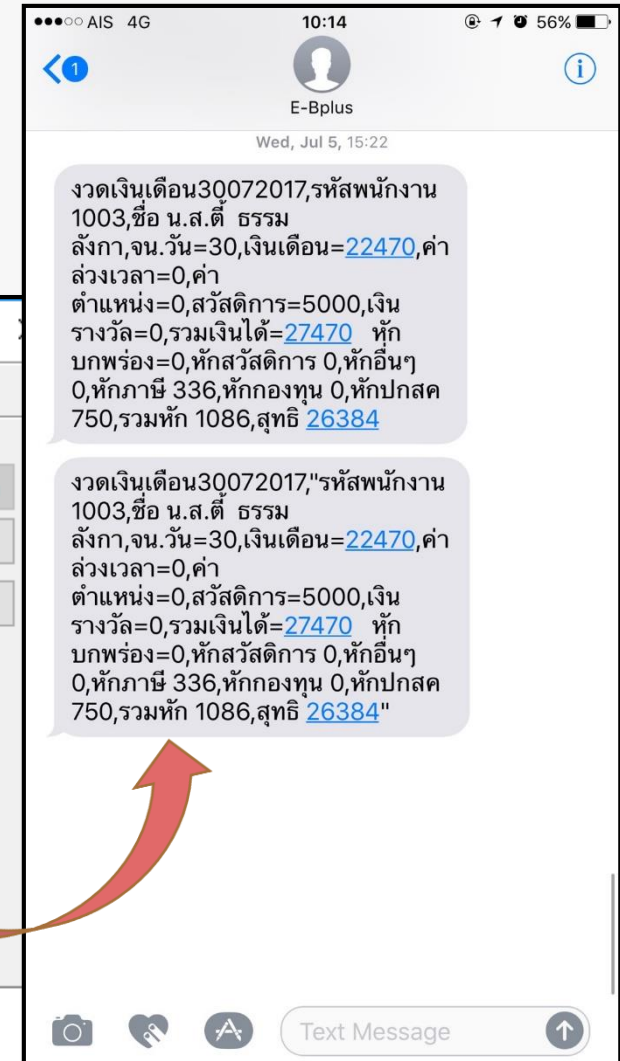 ●●●○○ AIS 4G 10:14 56%
1
E-Bplus
Wed, Jul 5, 15:22
งวดเงินเดือน30072017,รหัสพนักงาน
1003,ชื่อ น.ส.ตี้ ธรรม
ลังกา,จน.วัน=30,เงินเดือน=22470,ค่า
ล่วงเวลา=0,ค่า
ตำแหน่ง=0,สวัสดิการ=5000,เงิน
รางวัล=0,รวมเงินได้=27470 หัก
บกพร่อง=0,หักสวัสดิการ 0,หักอื่นๆ
0,หักภาษี 336,หักกองทุน 0,หักปกสค
750,รวมหัก 1086,สุทธิ 26384
งวดเงินเดือน30072017,"รหัสพนักงาน
1003,ชื่อ น.ส.ตี้ ธรรม
ลังกา,จน.วัน=30,เงินเดือน=22470,ค่า
ล่วงเวลา=0,ค่า
ตำแหน่ง=0,สวัสดิการ=5000,เงิน
รางวัล=0,รวมเงินได้=27470 หัก
บกพร่อง=0,หักสวัสดิการ 0,หักอื่นๆ
0,หักภาษี 336,หักกองทุน 0,หักปกสค
750,รวมหัก 1086,สุทธิ 26384"
Text Message